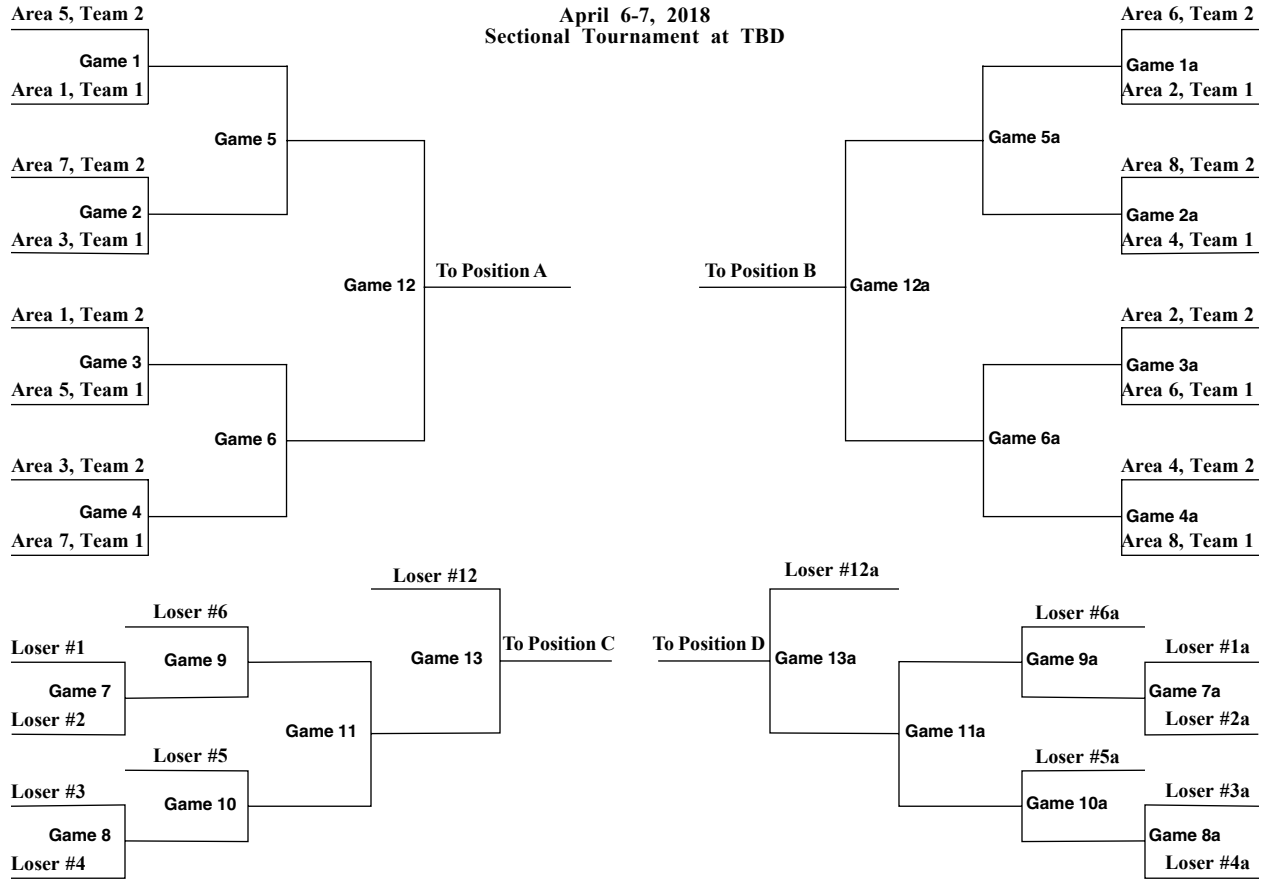 April 6-7, 2018
Sectional Tournament at TBD
Area 5, Team 2
Game 1
Area 1, Team 1
Game 5
Area 7, Team 2
Game 2
Area 3, Team 1
Game 12
To Position A
Area 1, Team 2
Game 3
Area 5, Team 1
Game 6
Area 3, Team 2
Game 4
Area 7, Team 1
Area 6, Team 2
Game 1a
Area 2, Team 1
Game 5a
Area 8, Team 2
Game 2a
Area 4, Team 1
To Position B
Game 12a
Area 2, Team 2
Game 3a
Area 6, Team 1
Game 6a
Area 4, Team 2
Game 4a
Area 8, Team 1
Loser #12
Loser #6
Loser #1
Game 9
Game 13
To Position C
Game 7
Loser #2
Game 11
Loser #5
Loser #3
Game 10
Game 8
Loser #4
Loser #12a
Loser #6a
To Position D
Game 13a
Game 9a
Loser #1a
Game 7a
Loser #2a
Game 11a
Loser #5a
Loser #3a
Game 10a
Game 8a
Loser #4a